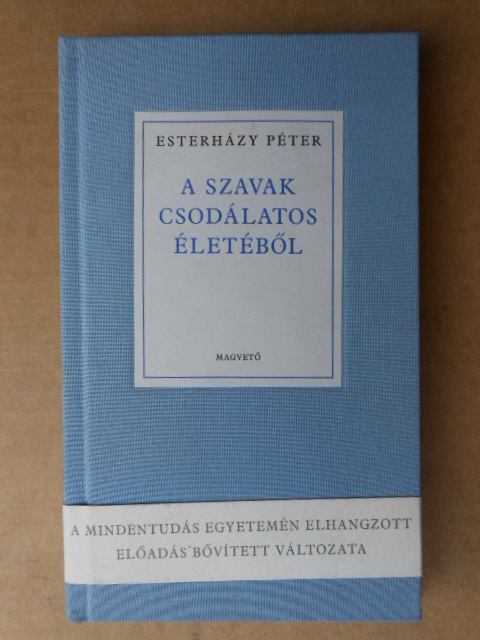 ESTERHÁZY PÉTER
A SZAVAK
CSODÁLATOS
ÉLETÉBŐL
MAGVETŐ
A MINDENTUDÁS EGYETEMÉN ELHANGZOTT
ELŐADÁS BŐVÍTETT VÁLTOZATA